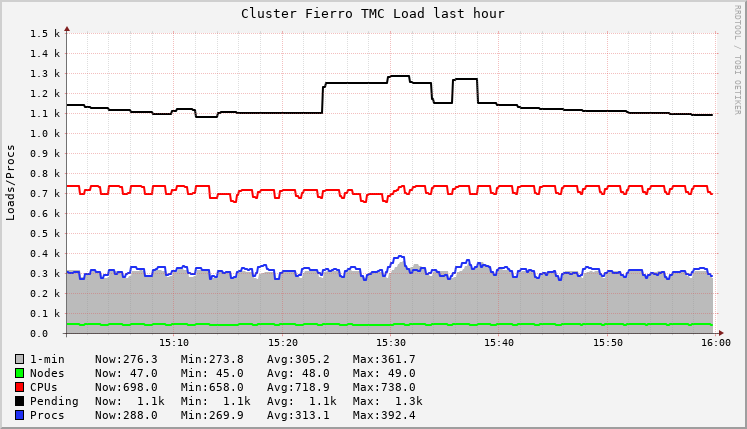 Cluster Fierro TMC Load last hour
RRDTOOL / TOBI OETIKER
Loads/Procs
1.5 k
1.4 k
1.3 k
1.2 k
1.1 k
1.0 k
0.9 k
0.8 k
0.7 k
0.6 k
0.5 k
0.4 k
0.3 k
0.2 k
0.1 k
0.0
15:10 15:20 15:30 15:40 15:50 16:00
1-min Now:276.3 Min:273.8 Avg:305.2 Max:361.7
Nodes Now: 47.0 Min: 45.0 Avg: 48.0 Max: 49.0
CPUs Now:698.0 Min:658.0 Avg:718.9 Max:738.0
Pending Now: 1.1k Min: 1.1k Avg: 1.1k Max: 1.3k
Procs Now:288.0 Min:269.9 Avg:313.1 Max:392.4